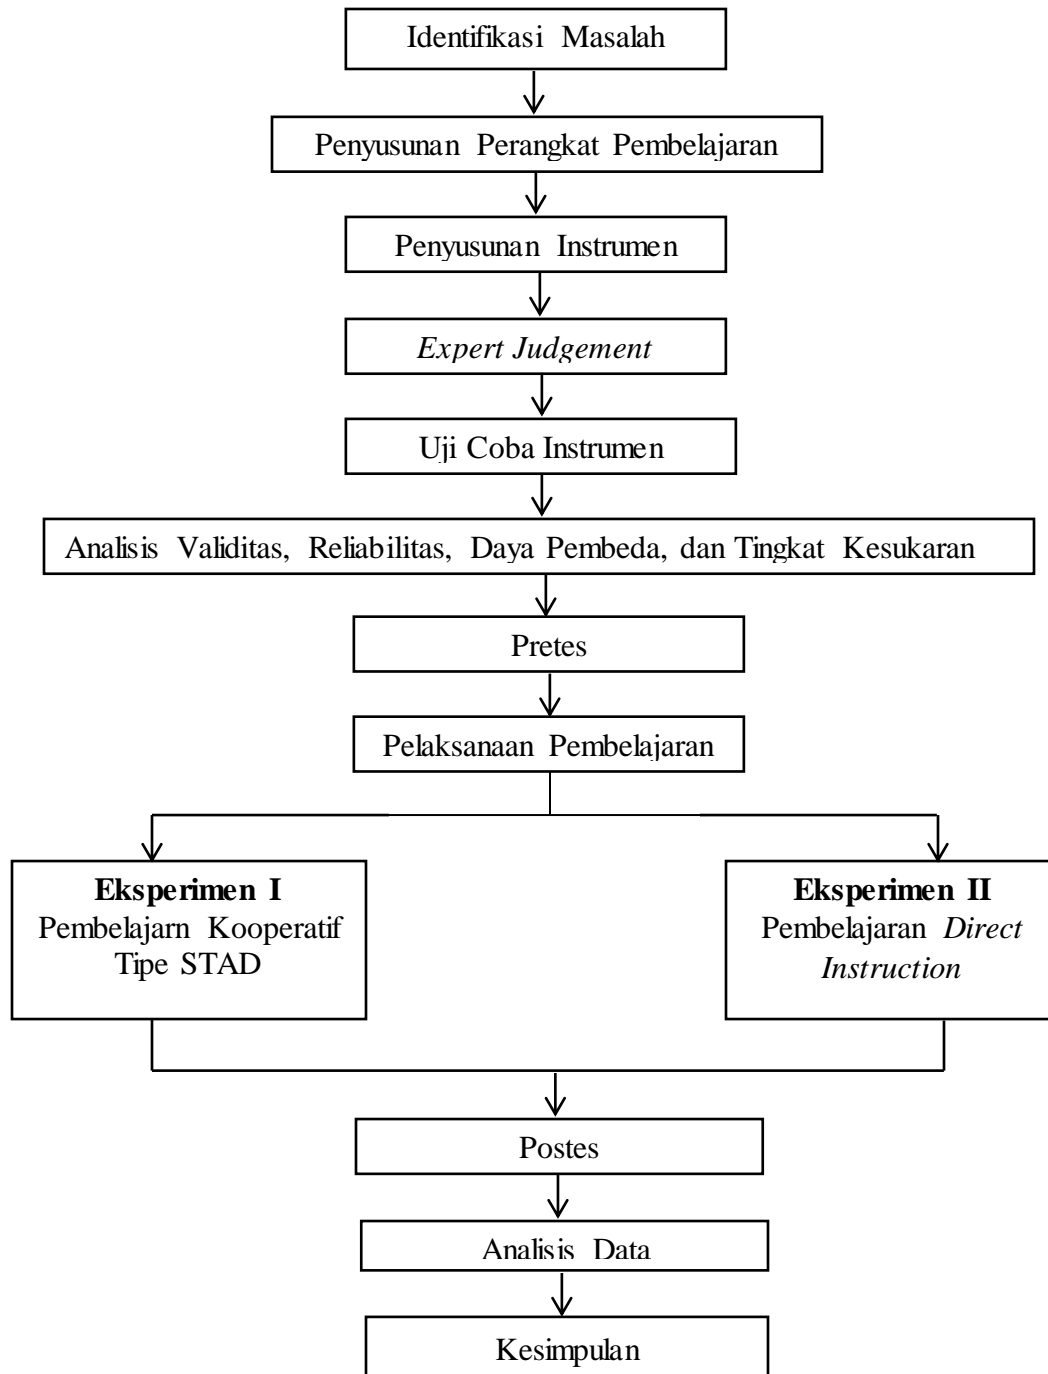 Identifikasi Masalah
Penyusunan Perangkat Pembelajaran
Penyusunan Instrumen
Expert Judgement
Uji Coba Instrumen
Analisis Validitas, Reliabilitas, Daya Pembeda, dan Tingkat Kesukaran
Pretes
Pelaksanaan Pembelajaran
Eksperimen I
Pembelajarn Kooperatif
Tipe STAD
Eksperimen II
Pembelajaran Direct
Instruction
Postes
Analisis Data
Kesimpulan